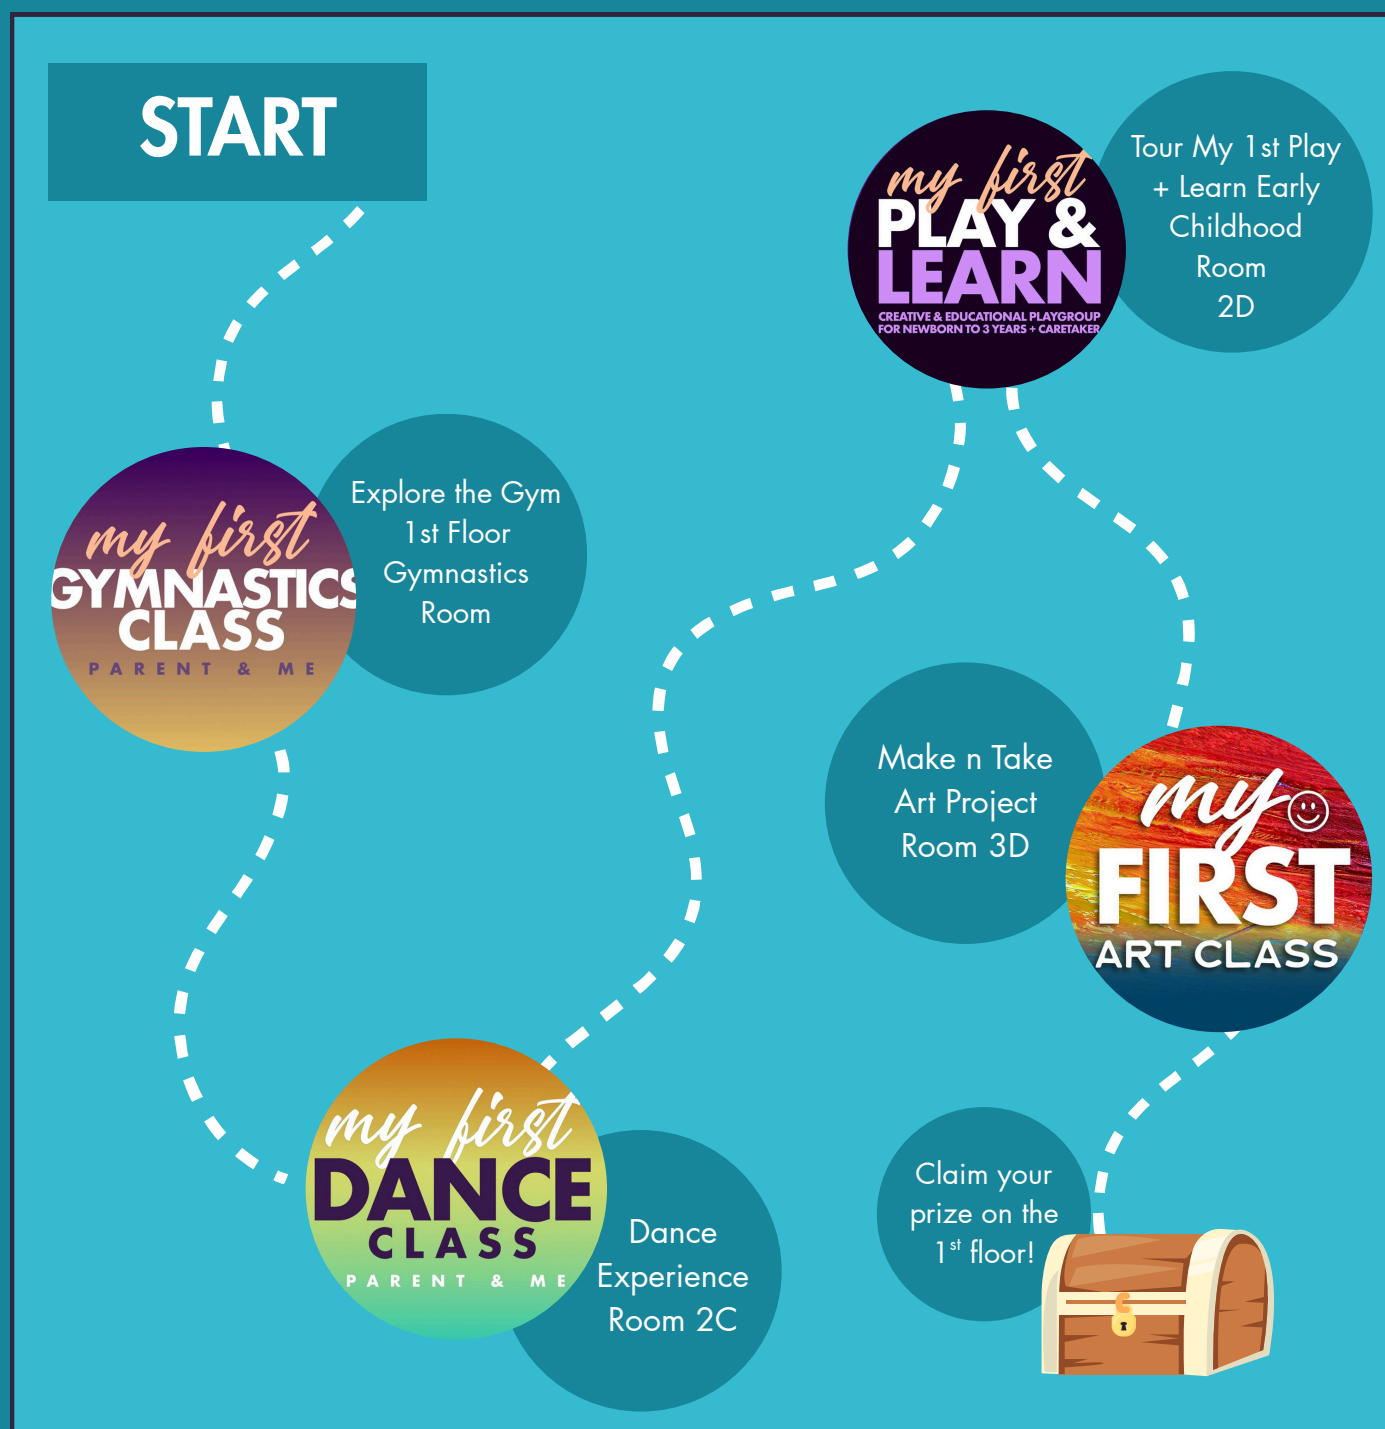 START
my first
GYMNASTICS
CLASS
PARENT & ME
Explore the Gym
1st Floor
Gymnastics
Room
my first
DANCE
CLASS
PARENT & ME
Dance
Experience
Room 2C
my first
PLAY &
LEARN
CREATIVE & EDUCATIONAL PLAYGROUP
FOR NEWBORN TO 3 YEARS + CARETAKER
Tour My 1st Play
+ Learn Early
Childhood
Room
2D
Make n Take
Art Project
Room 3D
my
FIRST
ART CLASS
Claim your
prize on the
1st floor!